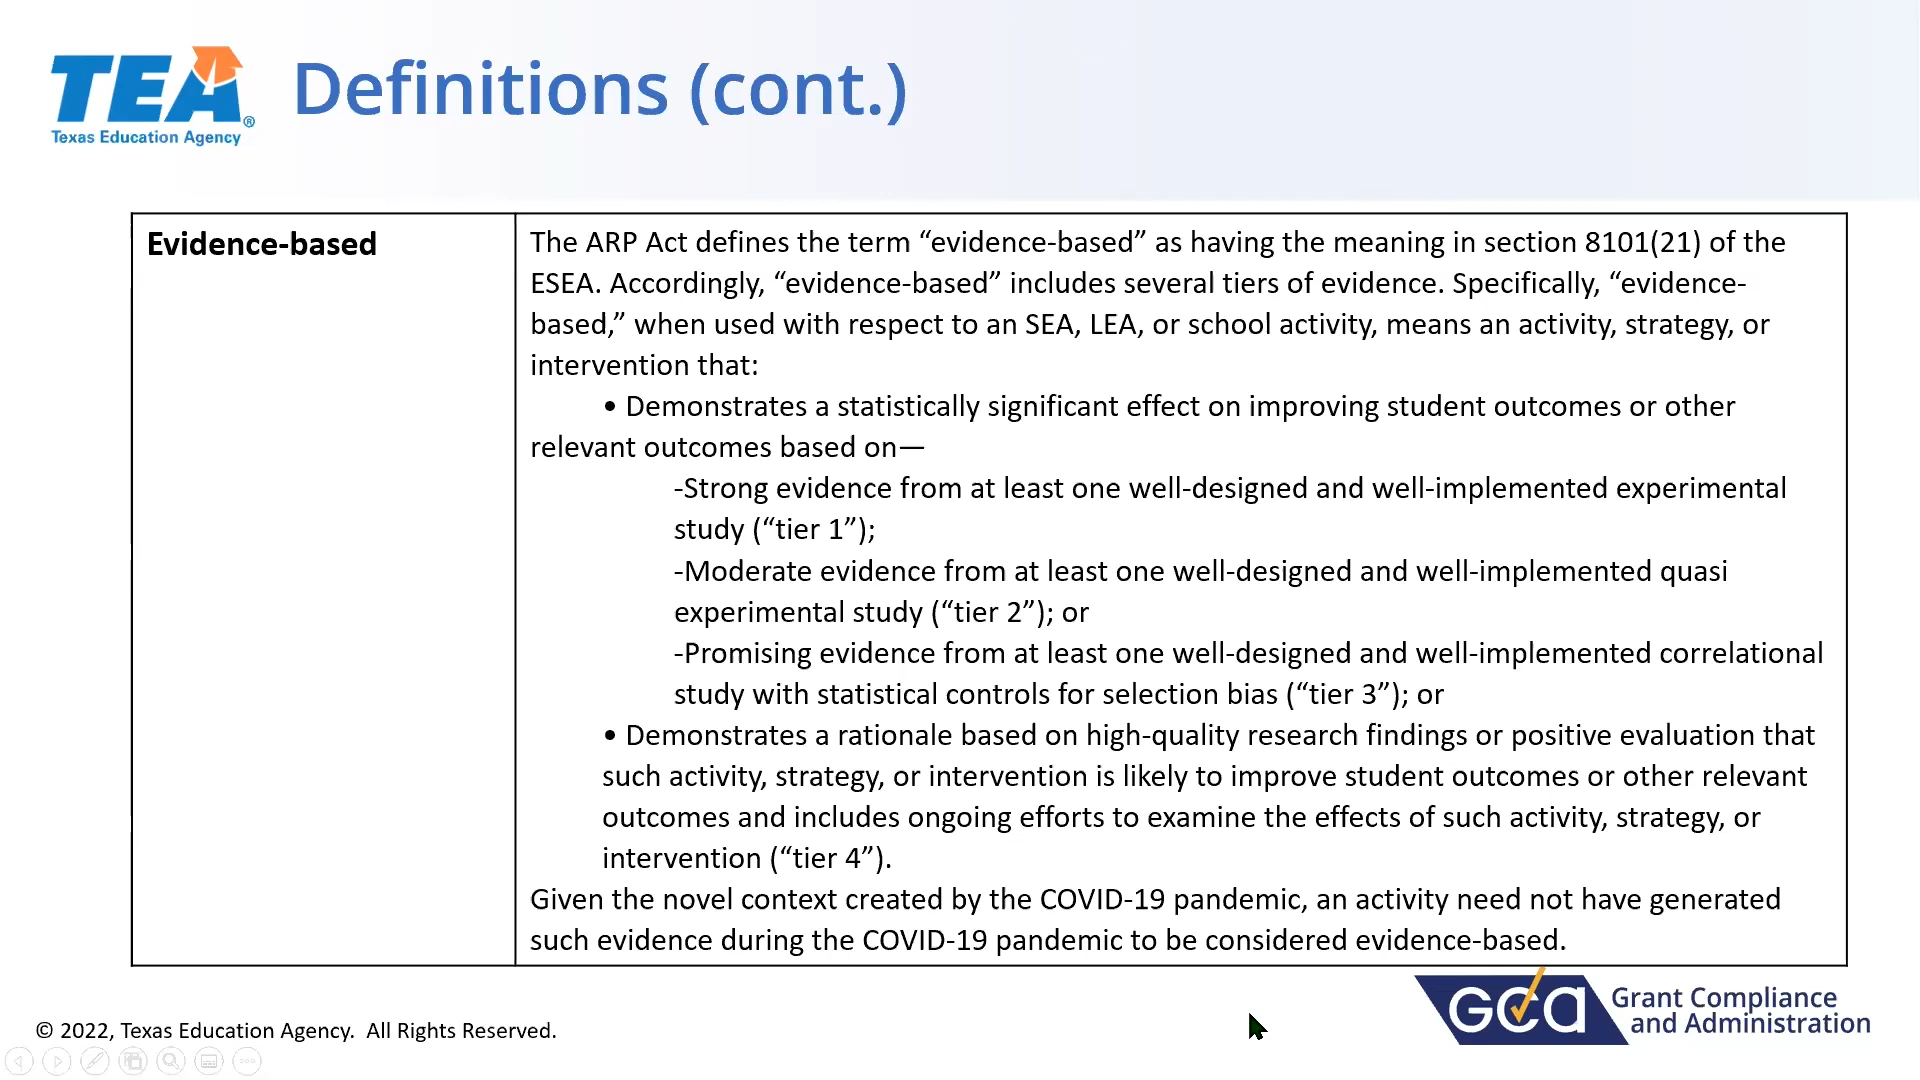 TEA®
Texas Education Agency
Definitions (cont.)
Evidence-based
The ARP Act defines the term “evidence-based” as having the meaning in section 8101(21) of the
ESEA. Accordingly, “evidence-based” includes several tiers of evidence. Specifically, “evidence-
based,” when used with respect to an SEA, LEA, or school activity, means an activity, strategy, or
intervention that:
• Demonstrates a statistically significant effect on improving student outcomes or other
relevant outcomes based on—
-Strong evidence from at least one well-designed and well-implemented experimental
study (“tier 1”);
-Moderate evidence from at least one well-designed and well-implemented quasi
experimental study (“tier 2”); or
-Promising evidence from at least one well-designed and well-implemented correlational
study with statistical controls for selection bias (“tier 3”); or
• Demonstrates a rationale based on high-quality research findings or positive evaluation that
such activity, strategy, or intervention is likely to improve student outcomes or other relevant
outcomes and includes ongoing efforts to examine the effects of such activity, strategy, or
intervention (“tier 4”).
Given the novel context created by the COVID-19 pandemic, an activity need not have generated
such evidence during the COVID-19 pandemic to be considered evidence-based.
© 2022, Texas Education Agency.  All Rights Reserved.
gca
Grant Compliance
and Administration